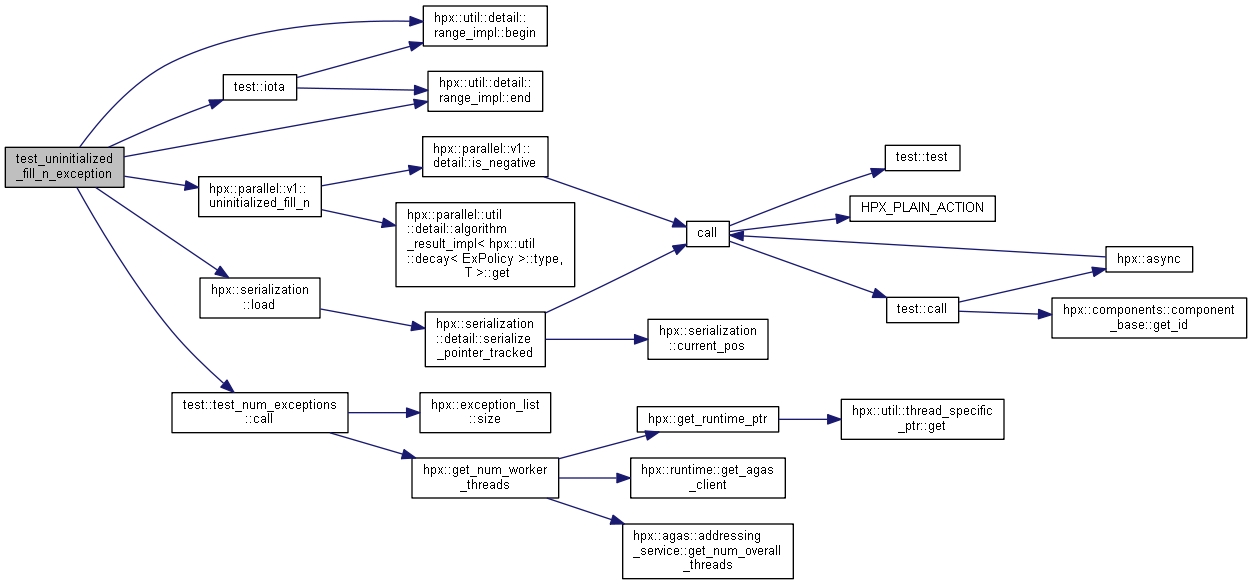 test_uninitialized
_fill_n_exception
hpx::util::detail::
range_impl::begin
test::iota
hpx::util::detail::
range_impl::end
hpx::parallel::v1::
uninitialized_fill_n
hpx::parallel::v1::
detail::is_negative
hpx::parallel::util
::detail::algorithm
_result_impl< hpx::util
::decay< ExPolicy >::type,
T >::get
hpx::serialization
::load
hpx::serialization
::detail::serialize
_pointer_tracked
hpx::serialization
::current_pos
call
test::test
HPX_PLAIN_ACTION
hpx::async
test::call
hpx::components::component
_base::get_id
test::test_num_exceptions
::call
hpx::exception_list
::size
hpx::get_num_worker
_threads
hpx::get_runtime_ptr
hpx::util::thread_specific
_ptr::get
hpx::runtime::get_agas
_client
hpx::agas::addressing
_service::get_num_overall
_threads